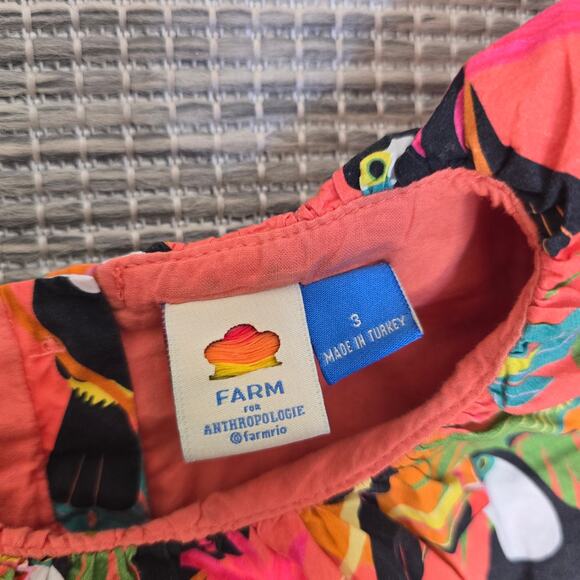 FARM
FOR
ANTHROPOLOGIE
@farmrio
3
MADE IN TURKEY